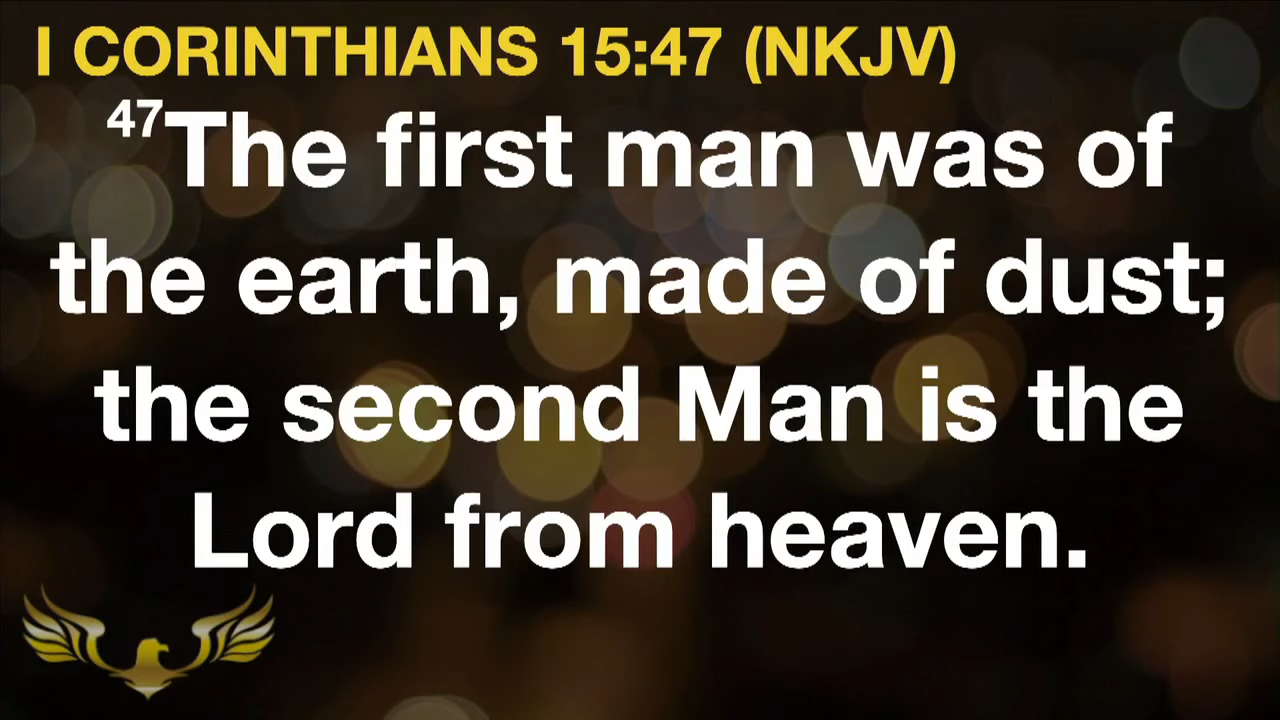 I CORINTHIANS 15:47 (NKJV)
47The first man was of
the earth, made of dust;
the second Man is the
Lord from heaven.